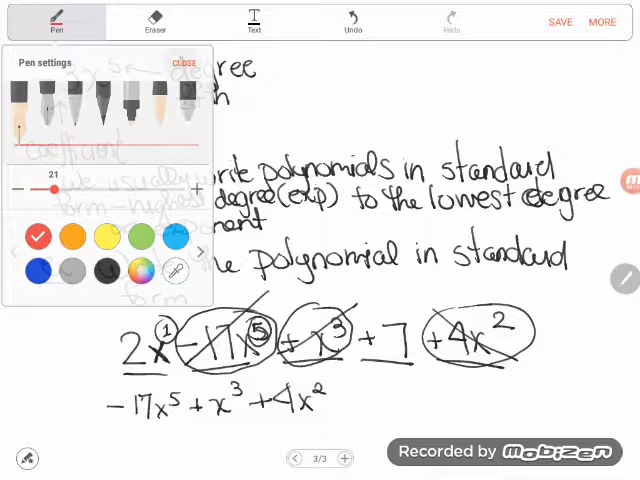 Pen Eraser Text Undo Redo SAVE MORE
Pen settings CLOSE
3x5 ← degree
coefficient
21
we usually write polynomials in standard
form - highest degree (exp) to the lowest degree
exponent
the polynomial in standard
form
2x① - 17x⑤ + x³ + 7 + 4x²
- 17x⁵ + x³ + 4x²
3/3
Recorded by mobizen